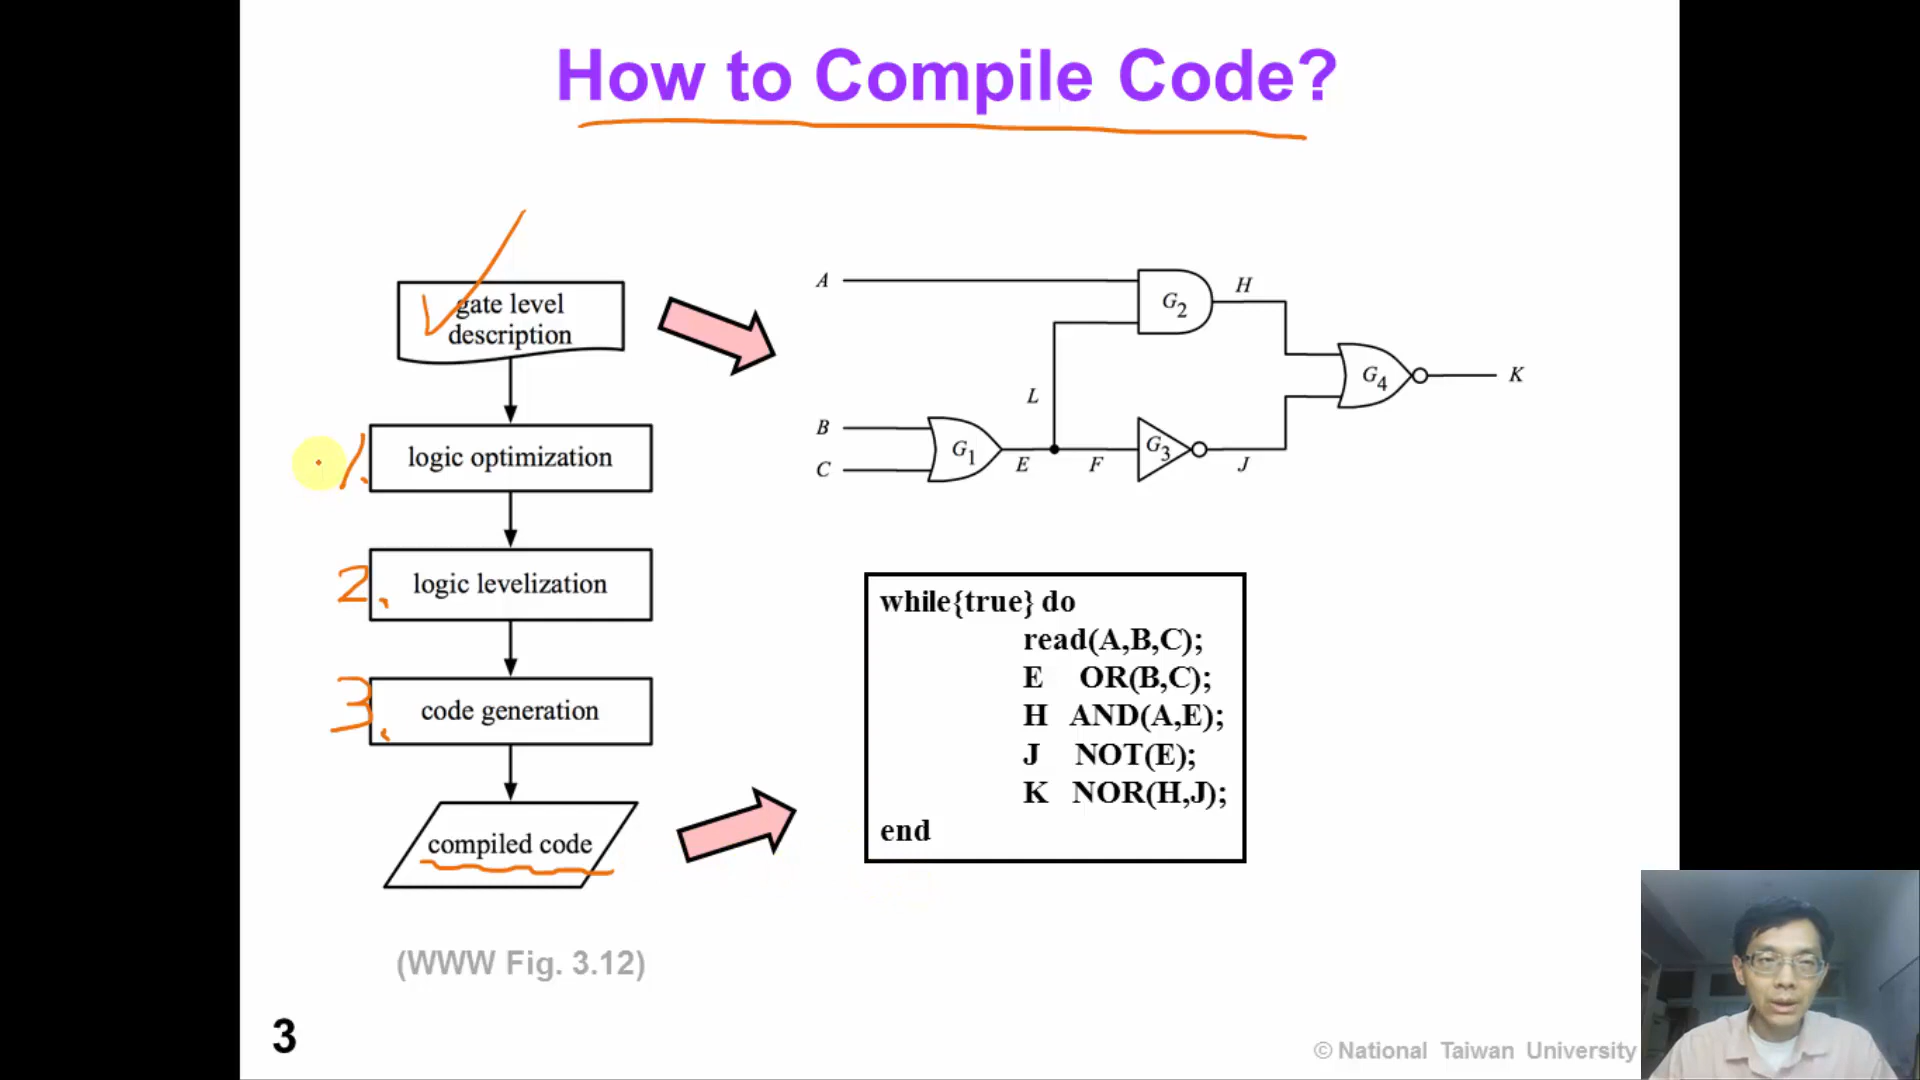 How to Compile Code?
gate level
description
1. logic optimization
2. logic levelization
3. code generation
compiled code
(WWW Fig. 3.12)
A
B
C
G1
E
L
F
G2
H
G3
J
G4
K
while{true} do
read(A,B,C);
E OR(B,C);
H AND(A,E);
J NOT(E);
K NOR(H,J);
end
3
© National Taiwan University